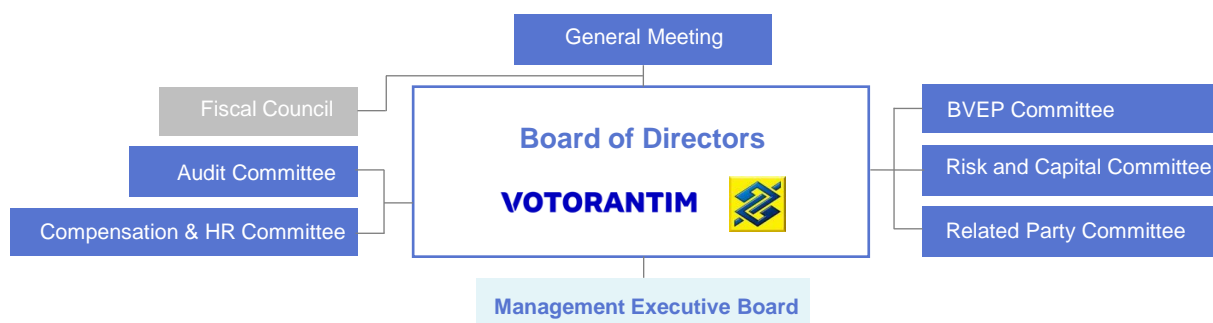 General Meeting
Fiscal Council
Audit Committee
Compensation & HR Committee
Board of Directors
VOTORANTIM
BVEP Committee
Risk and Capital Committee
Related Party Committee
Management Executive Board